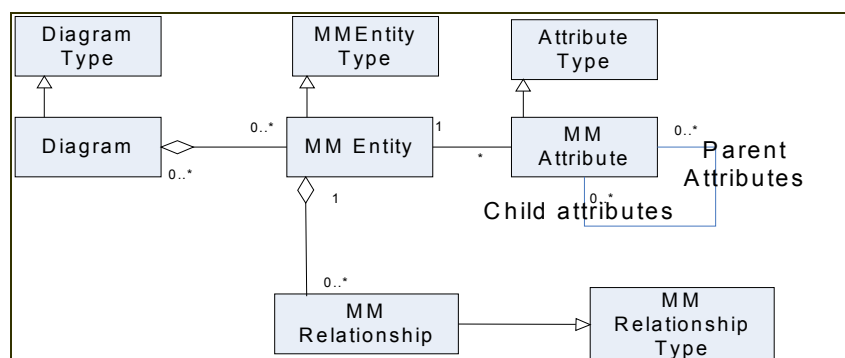 Diagram
Type
MMEntity
Type
Attribute
Type
Diagram
0..*
0..*
MM Entity
1
*
MM
Attribute
0..*
Parent
Attributes
0..*
Child attributes
1
0..*
MM
Relationship
MM
Relationship
Type